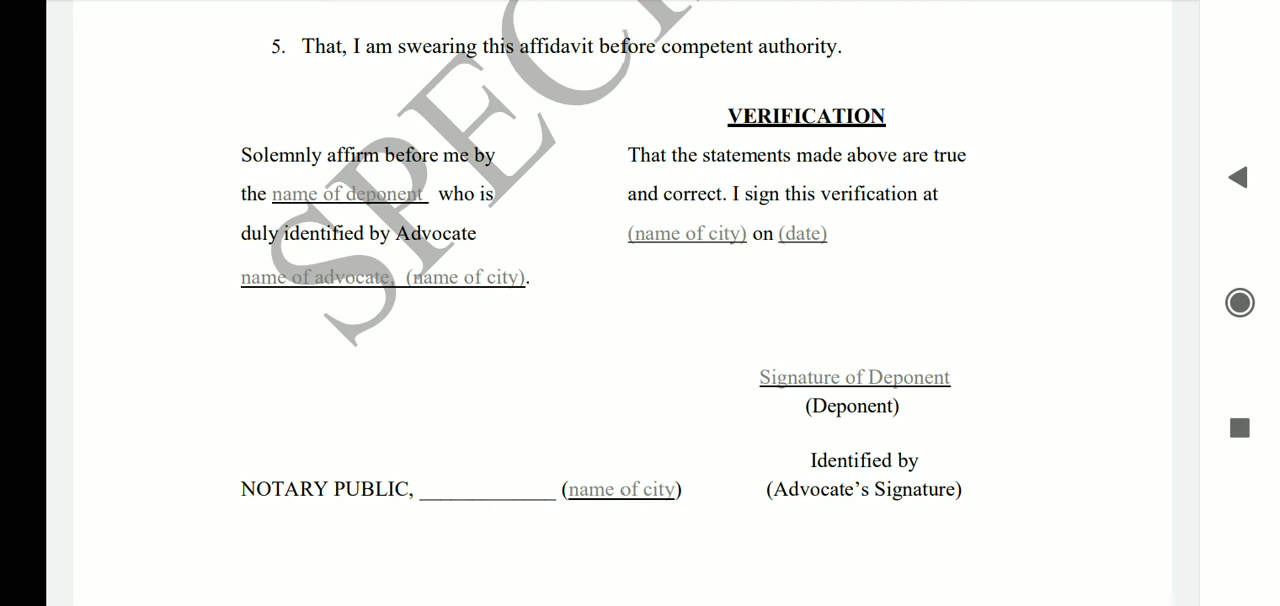 5. That, I am swearing this affidavit before competent authority.
VERIFICATION
Solemnly affirm before me by
the name of deponent who is
duly identified by Advocate
name of advocate, (name of city).
That the statements made above are true
and correct. I sign this verification at
(name of city) on (date)
Signature of Deponent
(Deponent)
Identified by
(Advocate’s Signature)
NOTARY PUBLIC, _____________ (name of city)